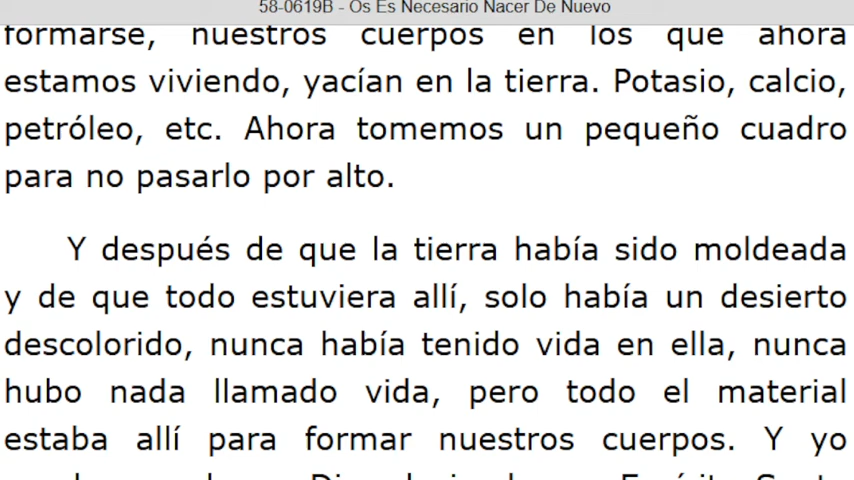 58-0619B - Os Es Necesario Nacer De Nuevo
formarse, nuestros cuerpos en los que ahora
estamos viviendo, yacían en la tierra. Potasio, calcio,
petróleo, etc. Ahora tomemos un pequeño cuadro
para no pasarlo por alto.
Y después de que la tierra había sido moldeada
y de que todo estuviera allí, solo había un desierto
descolorido, nunca había tenido vida en ella, nunca
hubo nada llamado vida, pero todo el material
estaba allí para formar nuestros cuerpos. Y yo